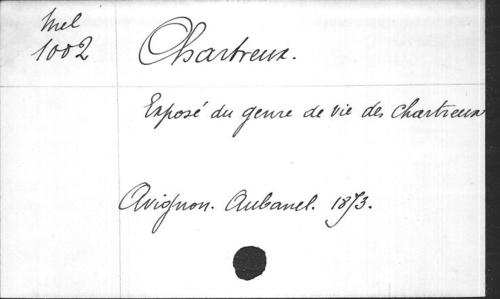 Mel
1002
Chartreux.
Exposé du genre de vie des Chartreux
Avignon. Aubanel. 1873.